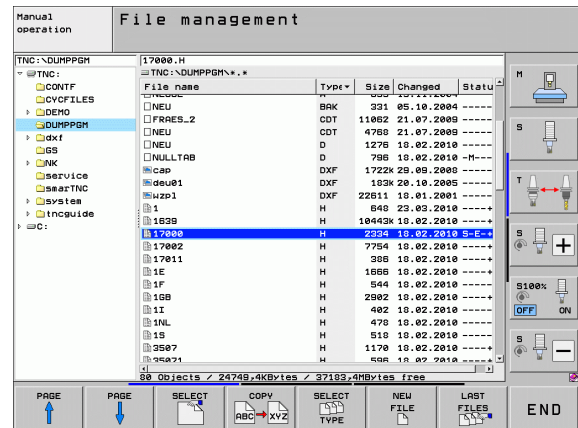 Manual operation
File management
TNC:\DUMPPGM
17000.H
TNC:
CONTF
CYCFILES
DEMO
DUMPPGM
dxf
GS
NK
service
smarTNC
system
tncguide
C:
TNC:\DUMPPGM\*.*
File name Type Size Changed Statu
NEU BAK 331 05.10.2004 -----
FRAES_2 CDT 11062 21.07.2009 -----
NEU CDT 4768 21.07.2009 -----
NEU D 1276 18.02.2010 -----
NULLTAB D 796 18.02.2010 -M---
cap DXF 1722K 29.09.2008 -----
deu01 DXF 183K 20.10.2005 -----
wzp1 DXF 22611 18.01.2001 -----
1 H 648 23.03.2010 ----+
1639 H 10443K 18.02.2010 ----+
17000 H 2334 18.02.2010 S-E-+
17002 H 7754 18.02.2010 ----+
17011 H 386 18.02.2010 ----+
1E H 1666 18.02.2010 ----+
1F H 544 18.02.2010 ----+
1GB H 2902 18.02.2010 ----+
1I H 402 18.02.2010 ----+
1NL H 478 18.02.2010 ----+
1S H 518 18.02.2010 ----+
3507 H 1170 18.02.2010 ----+
35071 H 596 18.02.2010 ----+
80 Objects / 24749,4KBytes / 37183,4MBytes free
M
S
T
S
S100%
OFF ON
S
PAGE
PAGE
SELECT
COPY
ABC XYZ
SELECT
TYPE
NEW
FILE
LAST
FILES
END